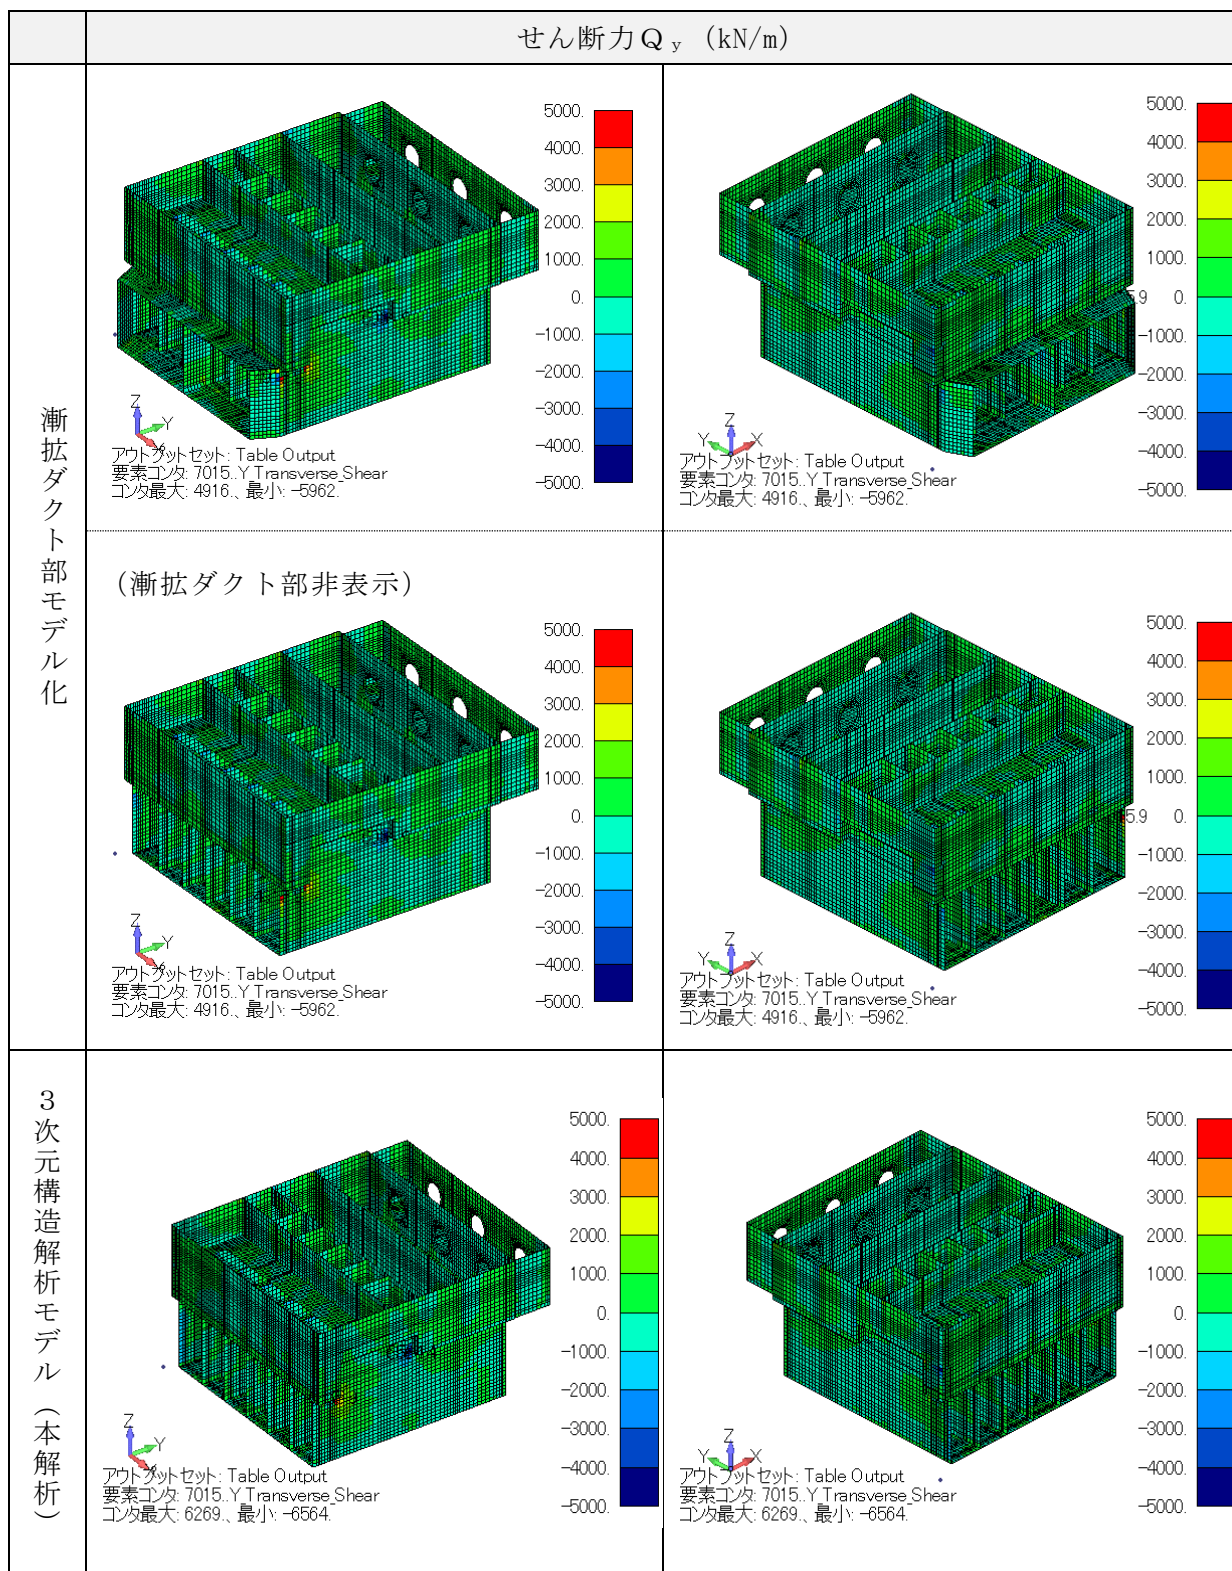 せん断力Ｑｙ (kN/m)
漸拡ダクト部モデル化
5000.
4000.
3000.
2000.
1000.
0.
-1000.
-2000.
-3000.
-4000.
-5000.
Z
Y
X
アウトプットセット: Table Output
要素コンタ: 7015..Y Transverse_Shear
コンタ最大: 4916.、最小: -5962.
5000.
4000.
3000.
2000.
1000.
5.9
0.
-1000.
-2000.
-3000.
-4000.
-5000.
Z
Y
X
アウトプットセット: Table Output
要素コンタ: 7015..Y Transverse_Shear
コンタ最大: 4916.、最小: -5962.
(漸拡ダクト部非表示)
5000.
4000.
3000.
2000.
1000.
0.
-1000.
-2000.
-3000.
-4000.
-5000.
Z
Y
X
アウトプットセット: Table Output
要素コンタ: 7015..Y Transverse_Shear
コンタ最大: 4916.、最小: -5962.
5000.
4000.
3000.
2000.
1000.
5.9
0.
-1000.
-2000.
-3000.
-4000.
-5000.
Z
Y
X
アウトプットセット: Table Output
要素コンタ: 7015..Y Transverse_Shear
コンタ最大: 4916.、最小: -5962.
３次元構造解析モデル（本解析）
5000.
4000.
3000.
2000.
1000.
0.
-1000.
-2000.
-3000.
-4000.
-5000.
Z
Y
X
アウトプットセット: Table Output
要素コンタ: 7015..Y Transverse_Shear
コンタ最大: 6269.、最小: -6564.
5000.
4000.
3000.
2000.
1000.
0.
-1000.
-2000.
-3000.
-4000.
-5000.
Z
Y
X
アウトプットセット: Table Output
要素コンタ: 7015..Y Transverse_Shear
コンタ最大: 6269.、最小: -6564.